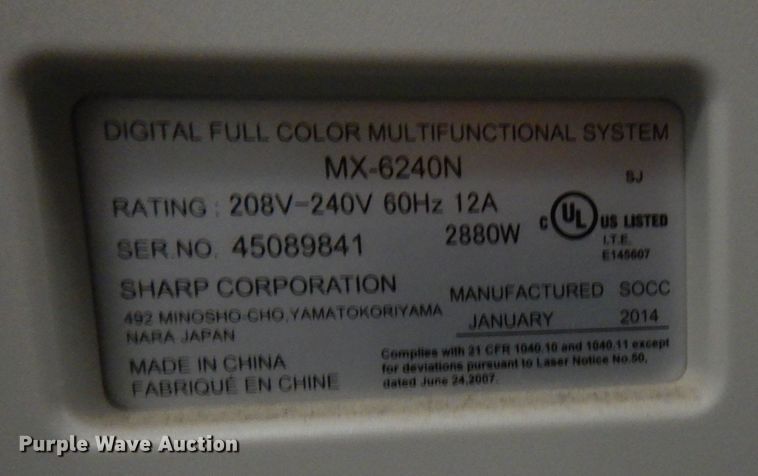 DIGITAL FULL COLOR MULTIFUNCTIONAL SYSTEM
MX-6240N
SJ
RATING : 208V-240V 60Hz 12A
2880W
C UL US LISTED
I.T.E.
E145607
SER.NO. 45089841
SHARP CORPORATION
492 MINOSHO-CHO, YAMATOKORIYAMA
NARA JAPAN
MANUFACTURED SOCC
JANUARY 2014
MADE IN CHINA
FABRIQUÉ EN CHINE
Complies with 21 CFR 1040.10 and 1040.11 except
for deviations pursuant to Laser Notice No.50,
dated June 24,2007.
Purple Wave Auction